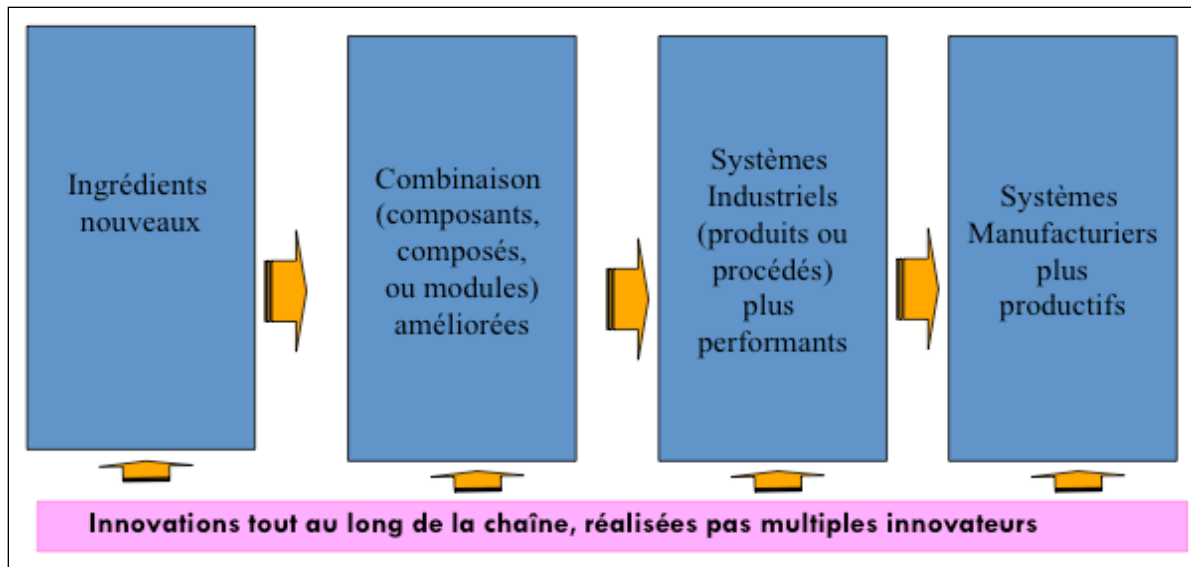 Ingrédients
nouveaux
Combinaison
(composants,
composés,
ou modules)
améliorées
Systèmes
Industriels
(produits ou
procédés)
plus
performants
Systèmes
Manufacturiers
plus
productifs
Innovations tout au long de la chaîne, réalisées pas multiples innovateurs